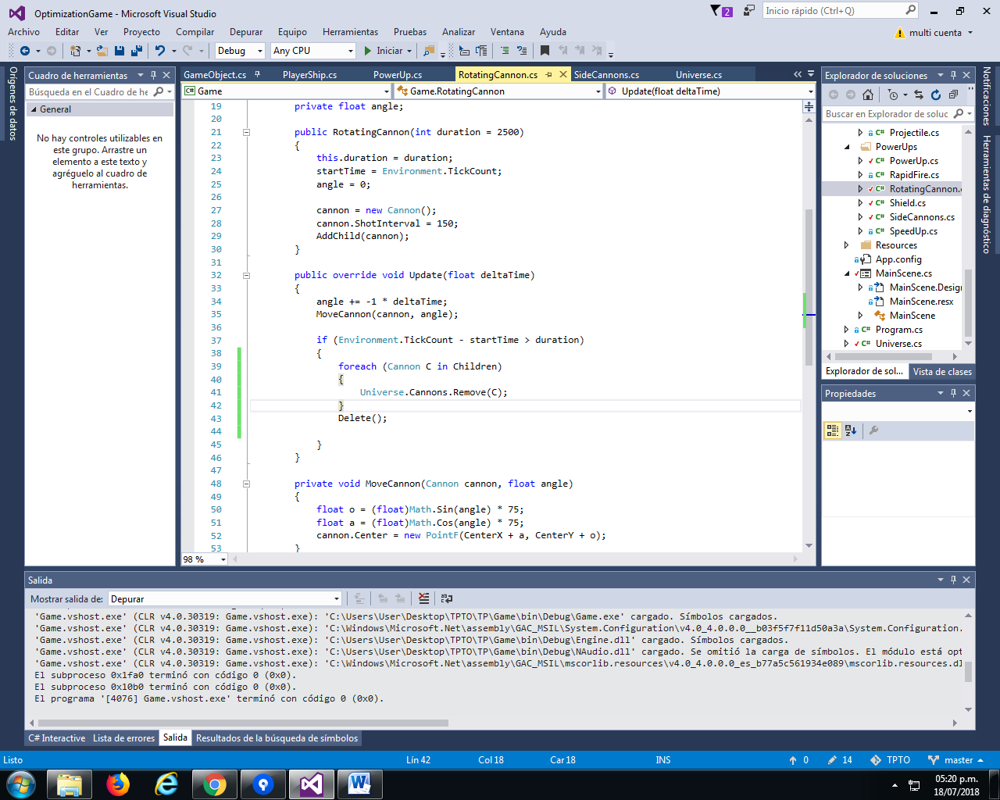 OptimizationGame - Microsoft Visual Studio
2
Inicio rápido (Ctrl+Q)
Archivo Editar Ver Proyecto Compilar Depurar Equipo Herramientas Pruebas Analizar Ventana Ayuda
multi cuenta
Debug Any CPU Iniciar
Orígenes de datos
Cuadro de herramientas
Búsqueda en el Cuadro de he
General
No hay controles utilizables en
este grupo. Arrastre un
elemento a este texto y
agréguelo al cuadro de
herramientas.
GameObject.cs PlayerShip.cs PowerUp.cs RotatingCannon.cs SideCannons.cs Universe.cs
Game Game.RotatingCannon Update(float deltaTime)
19 private float angle;
20
21 public RotatingCannon(int duration = 2500)
22 {
23 this.duration = duration;
24 startTime = Environment.TickCount;
25 angle = 0;
26
27 cannon = new Cannon();
28 cannon.ShotInterval = 150;
29 AddChild(cannon);
30 }
31
32 public override void Update(float deltaTime)
33 {
34 angle += -1 * deltaTime;
35 MoveCannon(cannon, angle);
36
37 if (Environment.TickCount - startTime > duration)
38 {
39 foreach (Cannon C in Children)
40 {
41 Universe.Cannons.Remove(C);
42 }
43 Delete();
44
45 }
46 }
47
48 private void MoveCannon(Cannon cannon, float angle)
49 {
50 float o = (float)Math.Sin(angle) * 75;
51 float a = (float)Math.Cos(angle) * 75;
52 cannon.Center = new PointF(CenterX + a, CenterY + o);
53 }
98 %
Explorador de soluciones
Buscar en Explorador de soluc
Projectile.cs
PowerUps
PowerUp.cs
RapidFire.cs
RotatingCannon.
Shield.cs
SideCannons.cs
SpeedUp.cs
Resources
App.config
MainScene.cs
MainScene.Desig
MainScene.resx
MainScene
Program.cs
Universe.cs
Explorador de sol... Vista de clases
Propiedades
Notificaciones
Herramientas de diagnóstico
Salida
Mostrar salida de: Depurar
'Game.vshost.exe' (CLR v4.0.30319: Game.vshost.exe): 'C:\Users\User\Desktop\TPTO\TP\Game\bin\Debug\Game.exe' cargado. Símbolos cargados.
'Game.vshost.exe' (CLR v4.0.30319: Game.vshost.exe): 'C:\Windows\Microsoft.Net\assembly\GAC_MSIL\System.Configuration\v4.0_4.0.0.0__b03f5f7f11d50a3a\System.Configuration.
'Game.vshost.exe' (CLR v4.0.30319: Game.vshost.exe): 'C:\Users\User\Desktop\TPTO\TP\Game\bin\Debug\Engine.dll' cargado. Símbolos cargados.
'Game.vshost.exe' (CLR v4.0.30319: Game.vshost.exe): 'C:\Users\User\Desktop\TPTO\TP\Game\bin\Debug\NAudio.dll' cargado. Se omitió la carga de símbolos. El módulo está opt
'Game.vshost.exe' (CLR v4.0.30319: Game.vshost.exe): 'C:\Windows\Microsoft.Net\assembly\GAC_MSIL\mscorlib.resources\v4.0_4.0.0.0_es_b77a5c561934e089\mscorlib.resources.dl
El subproceso 0x1fa0 terminó con código 0 (0x0).
El subproceso 0x10b0 terminó con código 0 (0x0).
El programa '[4076] Game.vshost.exe' terminó con código 0 (0x0).
C# Interactive Lista de errores Salida Resultados de la búsqueda de símbolos
Listo Lín 42 Col 18 Car 18 INS 0 14 TPTO master
05:20 p.m.
18/07/2018